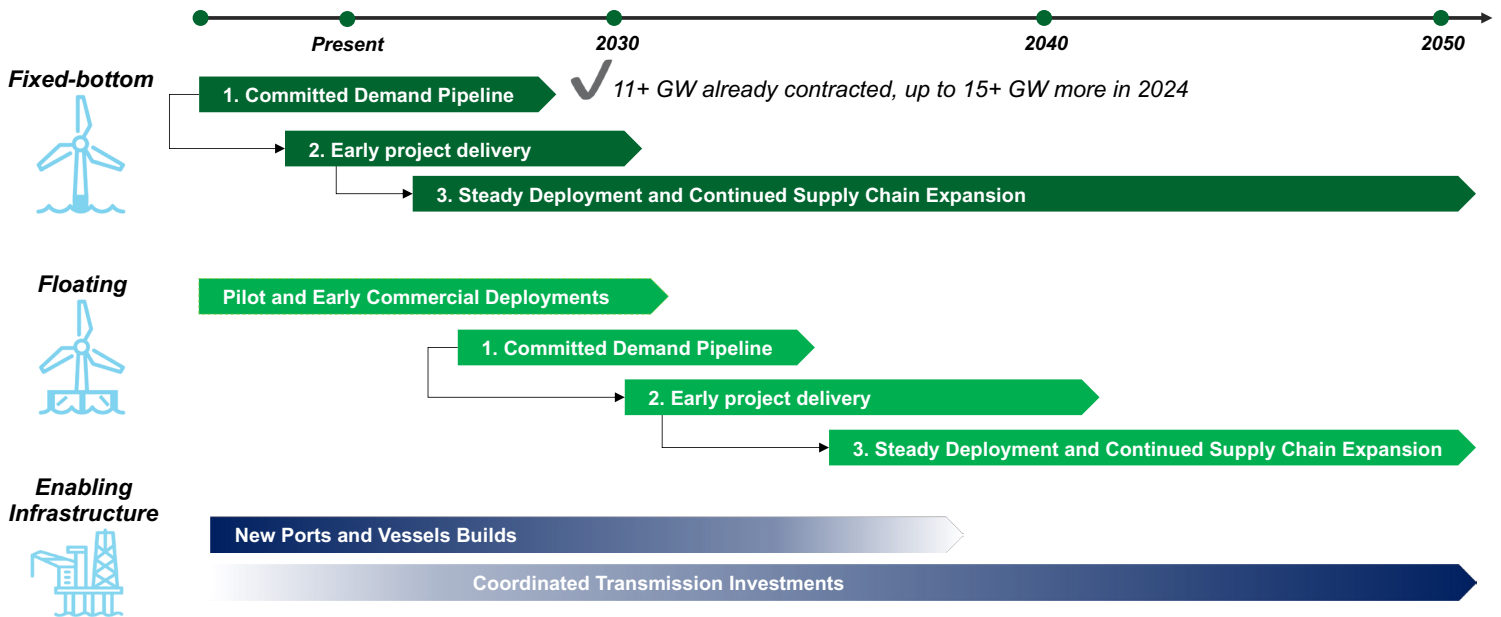 Present
2030
2040
2050
Fixed-bottom
1. Committed Demand Pipeline
11+ GW already contracted, up to 15+ GW more in 2024
2. Early project delivery
3. Steady Deployment and Continued Supply Chain Expansion
Floating
Pilot and Early Commercial Deployments
1. Committed Demand Pipeline
2. Early project delivery
3. Steady Deployment and Continued Supply Chain Expansion
Enabling
Infrastructure
New Ports and Vessels Builds
Coordinated Transmission Investments